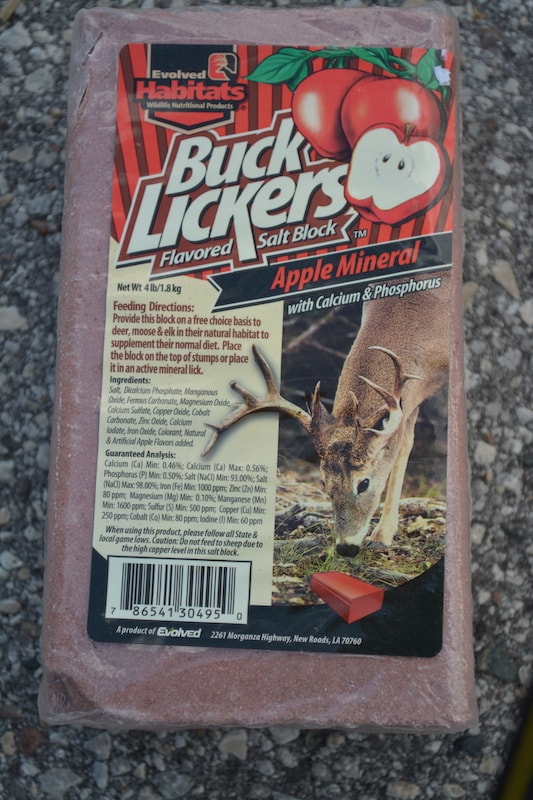 Evolved
Habitats
Wildlife Nutritional Products
Buck
Lickers™
Flavored Salt Block
Apple Mineral
with Calcium & Phosphorus
Net Wt 4 lb/1.8 kg
Feeding Directions:
Provide this block on a free choice basis to
deer, moose & elk in their natural habitat to
supplement their normal diet. Place
the block on the top of stumps or place
it in an active mineral lick.
Ingredients:
Salt, Dicalcium Phosphate, Manganous
Oxide, Ferrous Carbonate, Magnesium Oxide,
Calcium Sulfate, Copper Oxide, Cobalt
Carbonate, Zinc Oxide, Calcium
Iodate, Iron Oxide, Colorant, Natural
& Artificial Apple Flavors added.
Guaranteed Analysis:
Calcium (Ca) Min: 0.46%; Calcium (Ca) Max: 0.56%;
Phosphorus (P) Min: 0.50%; Salt (NaCl) Min: 93.00%; Salt
(NaCl) Max: 98.00%; Iron (Fe) Min: 1000 ppm; Zinc (Zn) Min:
80 ppm; Magnesium (Mg) Min: 0.10%; Manganese (Mn)
Min: 1600 ppm; Sulfur (S) Min: 500 ppm; Copper (Cu) Min:
250 ppm; Cobalt (Co) Min: 80 ppm; Iodine (I) Min: 60 ppm
When using this product, please follow all State &
local game laws. Caution: Do not feed to sheep due to
the high copper level in this salt block.
7 86541 30495 0
A product of Evolved 2261 Morganza Highway, New Roads, LA 70760